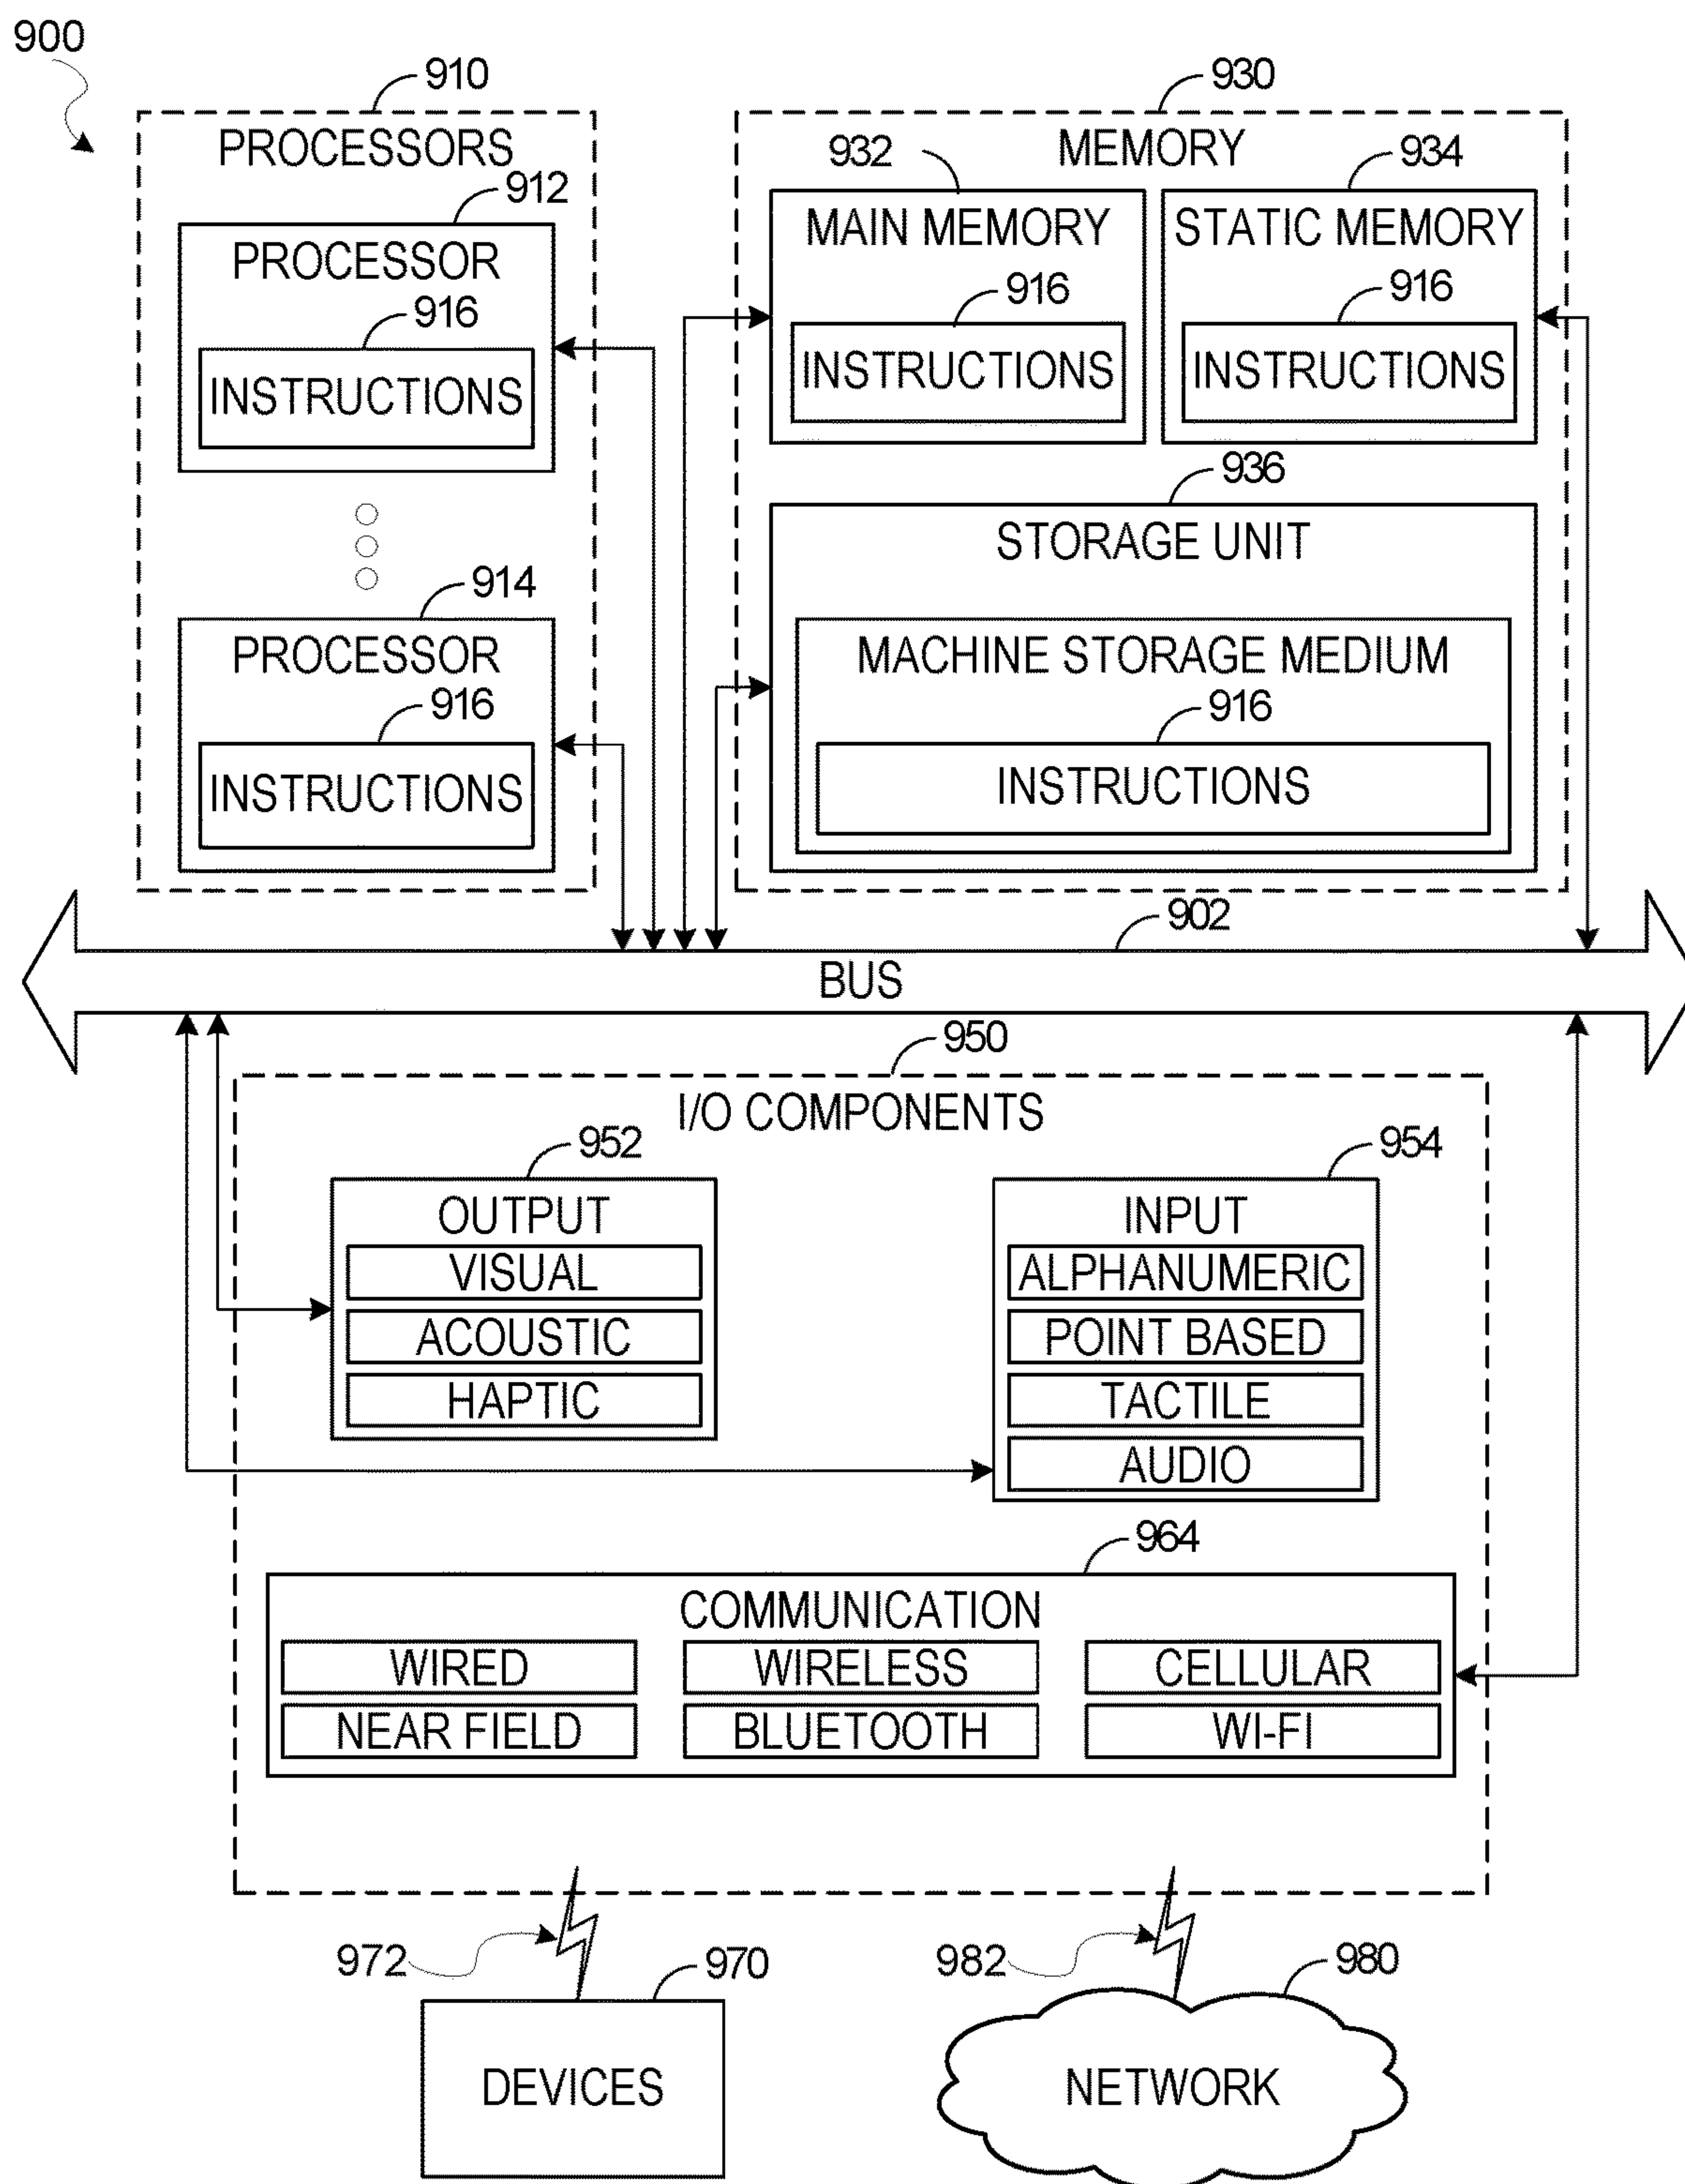 900
910
PROCESSORS
912
PROCESSOR
916
INSTRUCTIONS
914
PROCESSOR
916
INSTRUCTIONS
930
MEMORY
932
MAIN MEMORY
916
INSTRUCTIONS
934
STATIC MEMORY
916
INSTRUCTIONS
936
STORAGE UNIT
MACHINE STORAGE MEDIUM
916
INSTRUCTIONS
902
BUS
950
I/O COMPONENTS
952
OUTPUT
VISUAL
ACOUSTIC
HAPTIC
954
INPUT
ALPHANUMERIC
POINT BASED
TACTILE
AUDIO
964
COMMUNICATION
WIRED
WIRELESS
CELLULAR
NEAR FIELD
BLUETOOTH
WI-FI
972
970
DEVICES
982
980
NETWORK